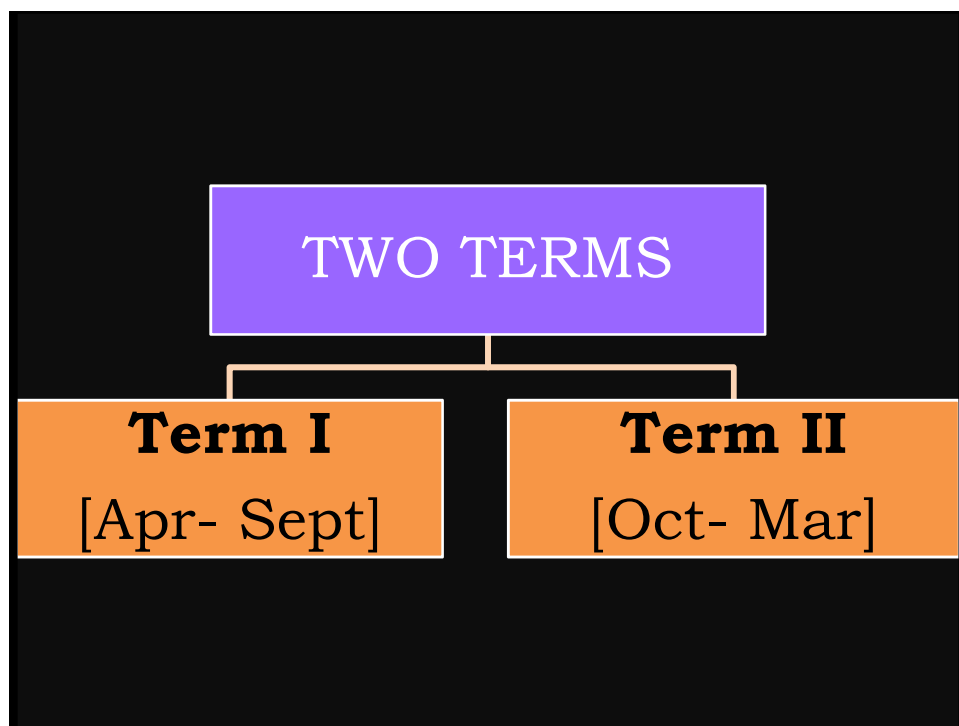 TWO TERMS
Term I
[Apr- Sept]
Term II
[Oct- Mar]